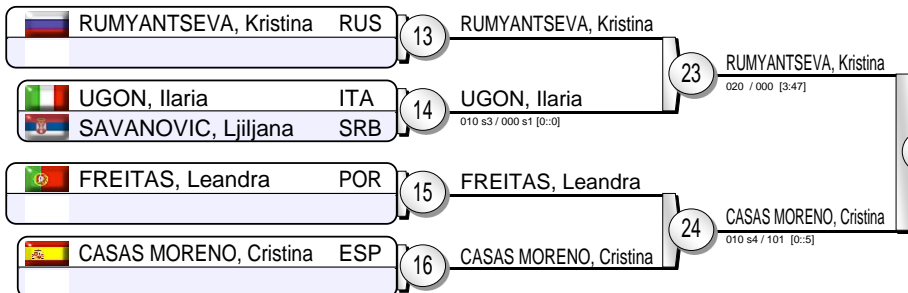 RUMYANTSEVA, Kristina RUS
13
RUMYANTSEVA, Kristina
UGON, Ilaria ITA
SAVANOVIC, Ljiljana SRB
14
UGON, Ilaria
010 s3 / 000 s1 [0::0]
23
RUMYANTSEVA, Kristina
020 / 000 [3:47]
FREITAS, Leandra POR
15
FREITAS, Leandra
CASAS MORENO, Cristina ESP
16
CASAS MORENO, Cristina
24
CASAS MORENO, Cristina
010 s4 / 101 [0::5]